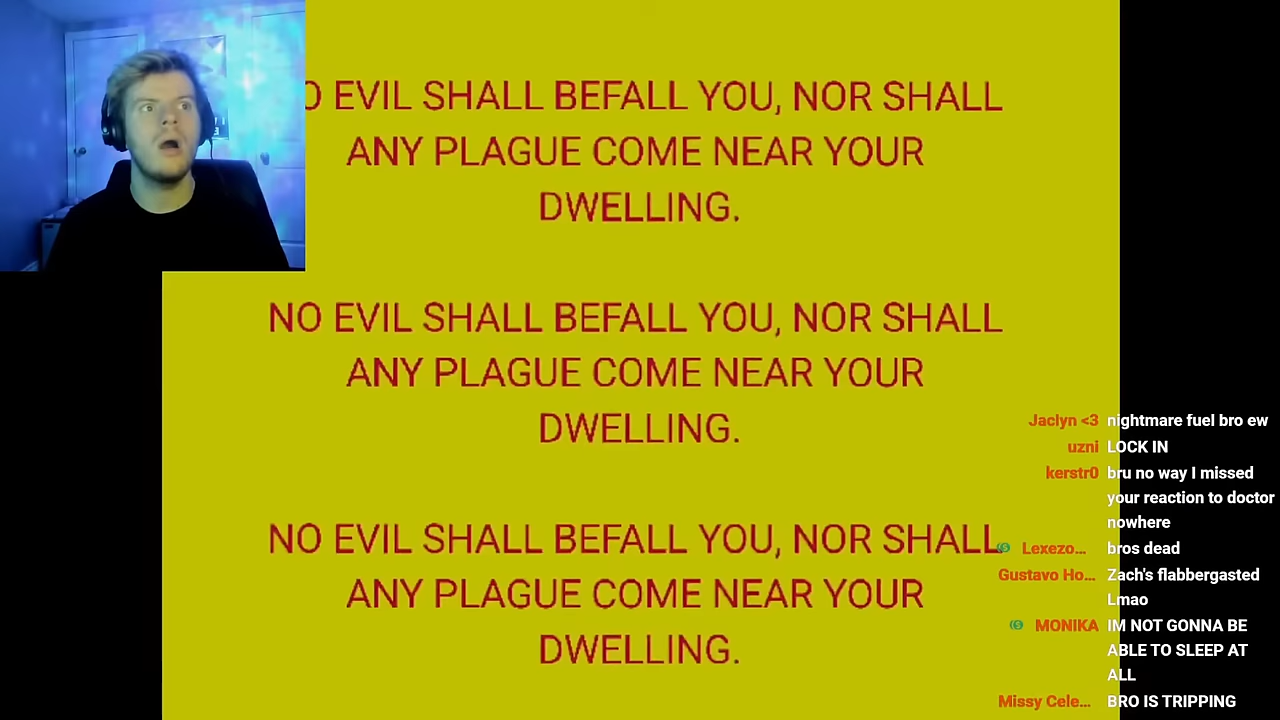 O EVIL SHALL BEFALL YOU, NOR SHALL
ANY PLAGUE COME NEAR YOUR
DWELLING.
NO EVIL SHALL BEFALL YOU, NOR SHALL
ANY PLAGUE COME NEAR YOUR
DWELLING.
NO EVIL SHALL BEFALL YOU, NOR SHALL
ANY PLAGUE COME NEAR YOUR
DWELLING.
Jaclyn <3 nightmare fuel bro ew
uzni LOCK IN
kerstr0 bru no way I missed
your reaction to doctor
nowhere
Lexezo... bros dead
Gustavo Ho... Zach's flabbergasted
Lmao
MONIKA IM NOT GONNA BE
ABLE TO SLEEP AT
ALL
Missy Cele... BRO IS TRIPPING